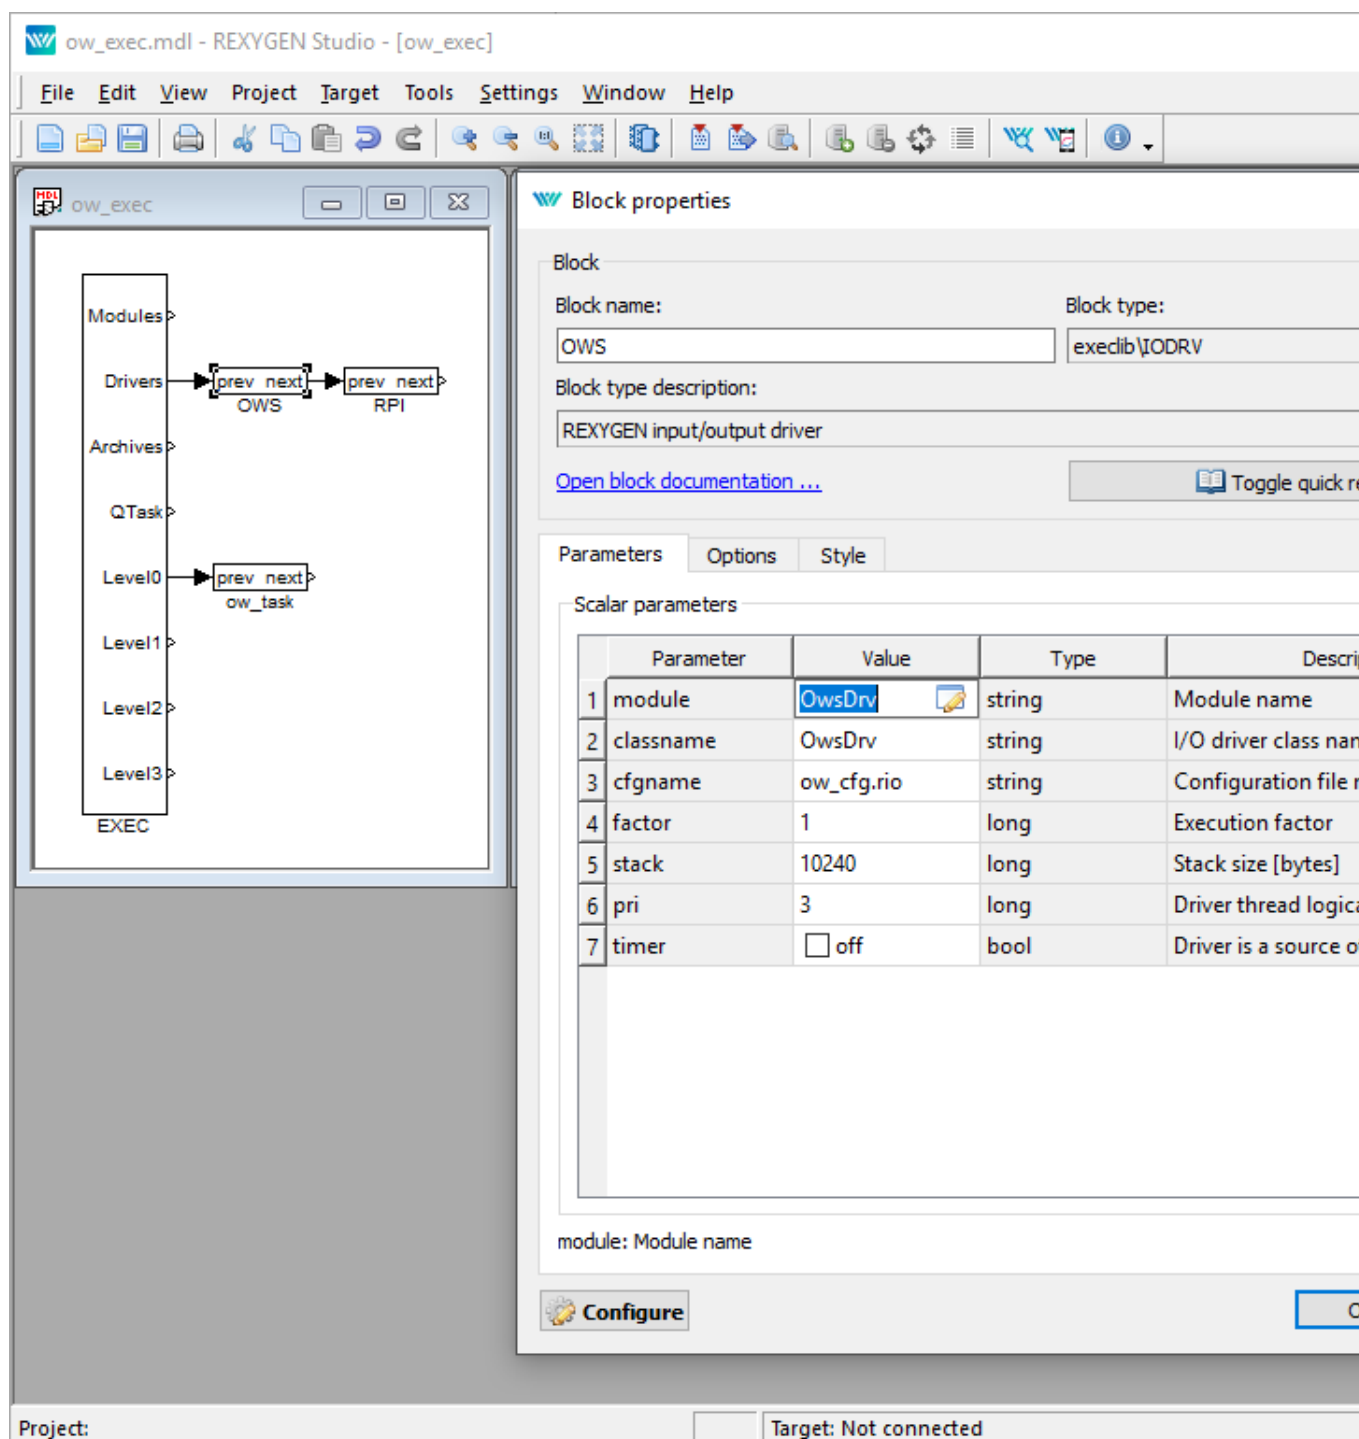 ow_exec.mdl - REXYGEN Studio - [ow_exec]
File Edit View Project Target Tools Settings Window Help
ow_exec
Modules
Drivers
prev next
OWS
prev next
RPI
Archives
QTask
Level0
prev next
ow_task
Level1
Level2
Level3
EXEC
Block properties
Block
Block name:
Block type:
OWS
execlib\IODRV
Block type description:
REXYGEN input/output driver
Open block documentation ...
Toggle quick re
Parameters Options Style
Scalar parameters
Parameter Value Type Descri
1 module OwsDrv string Module name
2 classname OwsDrv string I/O driver class nan
3 cfgname ow_cfg.rio string Configuration file
4 factor 1 long Execution factor
5 stack 10240 long Stack size [bytes]
6 pri 3 long Driver thread logica
7 timer off bool Driver is a source o
module: Module name
Configure
Project:
Target: Not connected